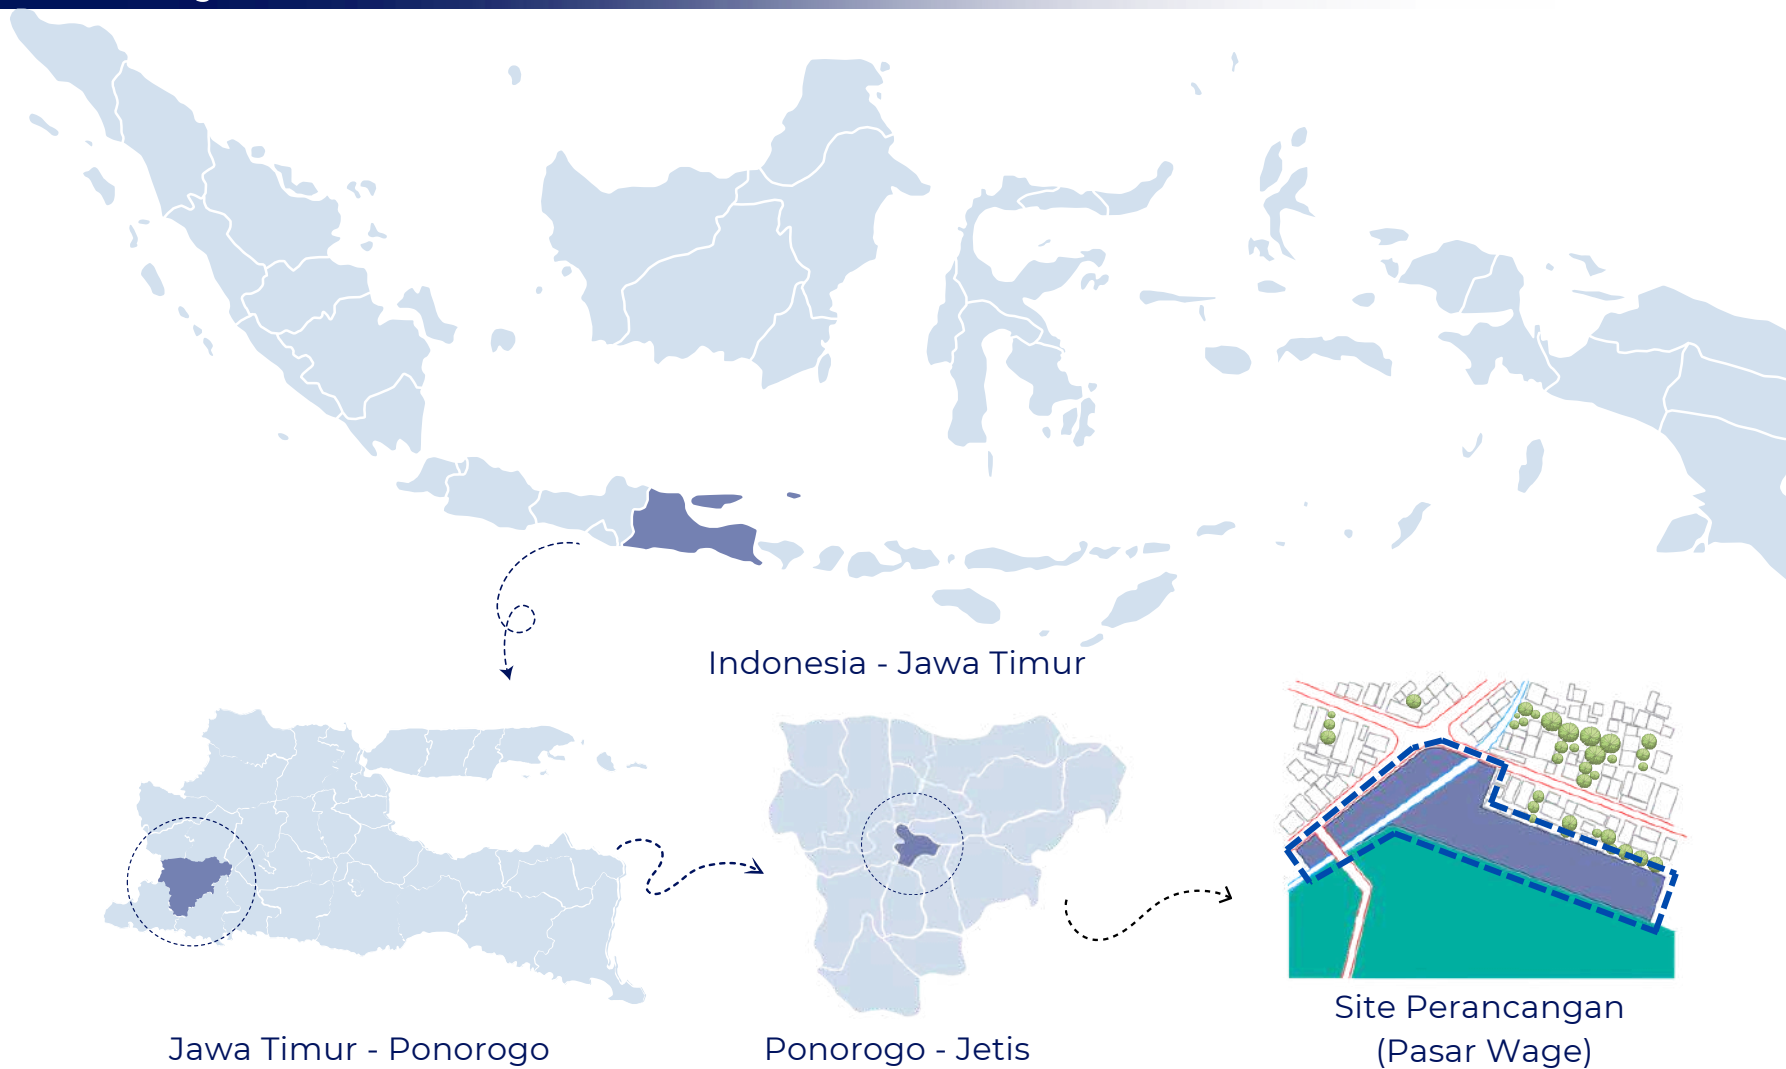 Indonesia - Jawa Timur
Jawa Timur - Ponorogo
Ponorogo - Jetis
Site Perancangan
(Pasar Wage)